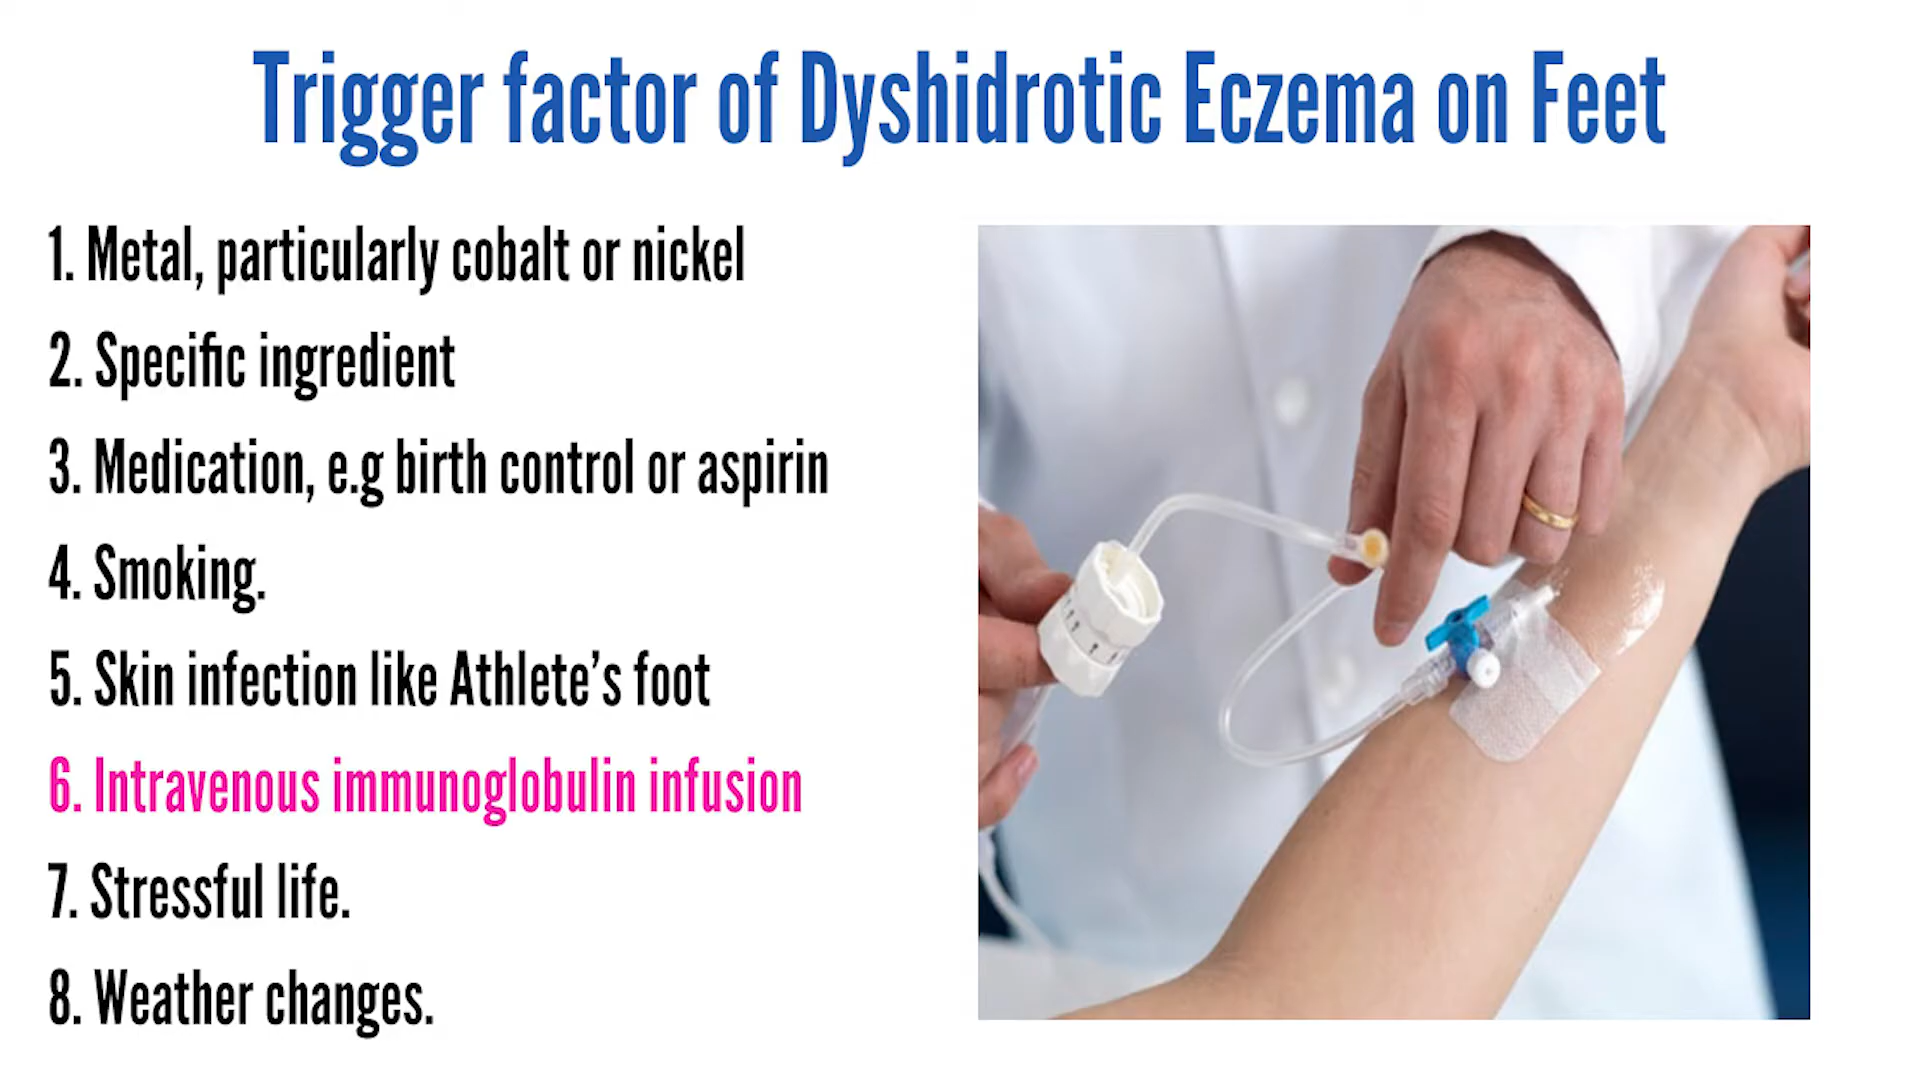 Trigger factor of Dyshidrotic Eczema on Feet
1. Metal, particularly cobalt or nickel
2. Specific ingredient
3. Medication, e.g birth control or aspirin
4. Smoking.
5. Skin infection like Athlete’s foot
6. Intravenous immunoglobulin infusion
7. Stressful life.
8. Weather changes.